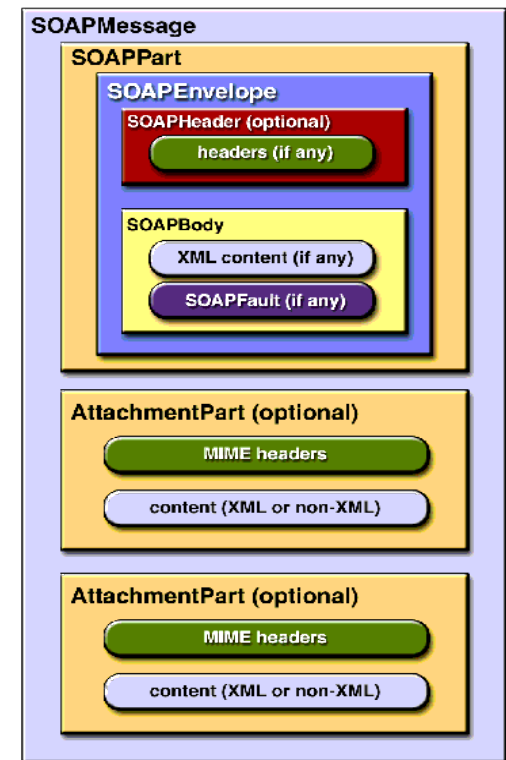 SOAPMessage
SOAPPart
SOAPEnvelope
SOAPHeader (optional)
headers (if any)
SOAPBody
XML content (if any)
SOAPFault (if any)
AttachmentPart (optional)
MIME headers
content (XML or non-XML)
AttachmentPart (optional)
MIME headers
content (XML or non-XML)